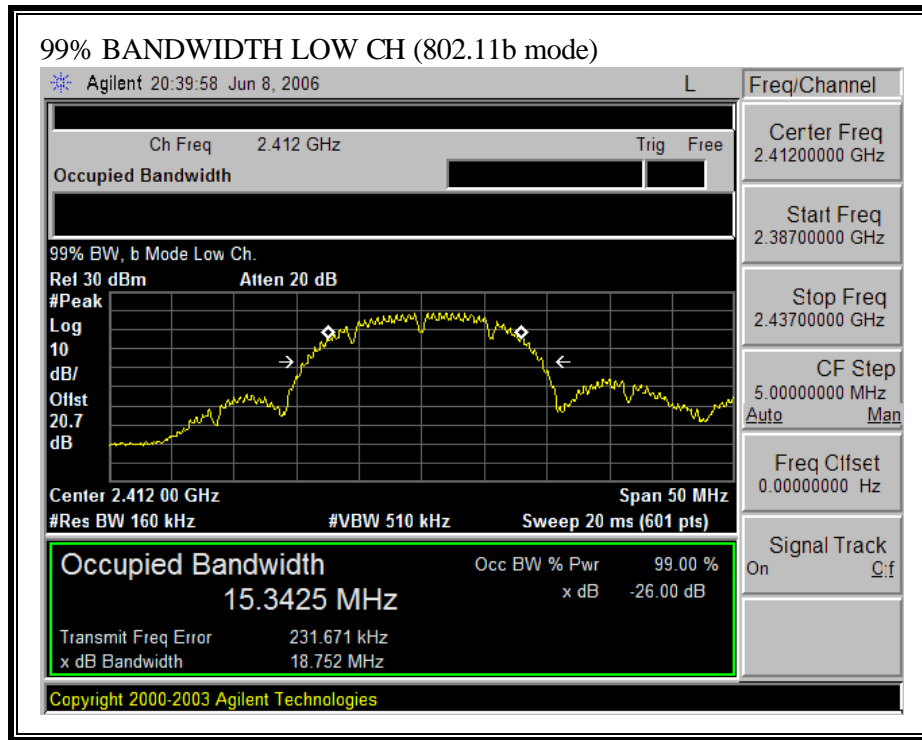 99% BANDWIDTH LOW CH (802.11b mode)
Agilent 20:39:58 Jun 8, 2006 L
Freq/Channel
Ch Freq 2.412 GHz Trig Free
Occupied Bandwidth
Center Freq
2.41200000 GHz
Start Freq
2.38700000 GHz
Stop Freq
2.43700000 GHz
CF Step
5.00000000 MHz
Auto Man
Freq Offset
0.00000000 Hz
Signal Track
On Off
99% BW, b Mode Low Ch.
Ref 30 dBm Atten 20 dB
#Peak
Log
10
dB/
Offst
20.7
dB
Center 2.412 00 GHz Span 50 MHz
#Res BW 160 kHz #VBW 510 kHz Sweep 20 ms (601 pts)
Occupied Bandwidth Occ BW % Pwr 99.00 %
15.3425 MHz x dB -26.00 dB
Transmit Freq Error 231.671 kHz
x dB Bandwidth 18.752 MHz
Copyright 2000-2003 Agilent Technologies